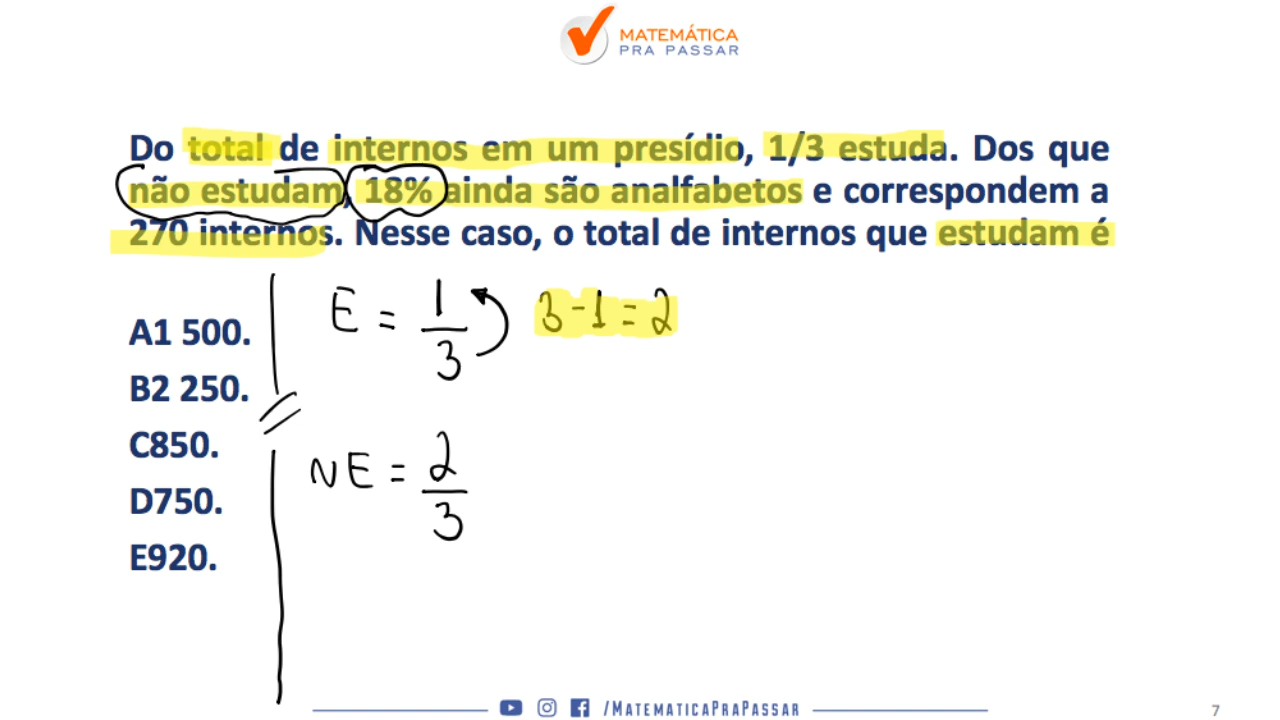 MATEMÁTICA
PRA PASSAR
Do total de internos em um presídio, 1/3 estuda. Dos que
não estudam, 18% ainda são analfabetos e correspondem a
270 internos. Nesse caso, o total de internos que estudam é
A1 500.
B2 250.
C850.
D750.
E920.
E = 1/3 3-1=2
NE = 2/3
/MATEMATICAPRAPASSAR
7